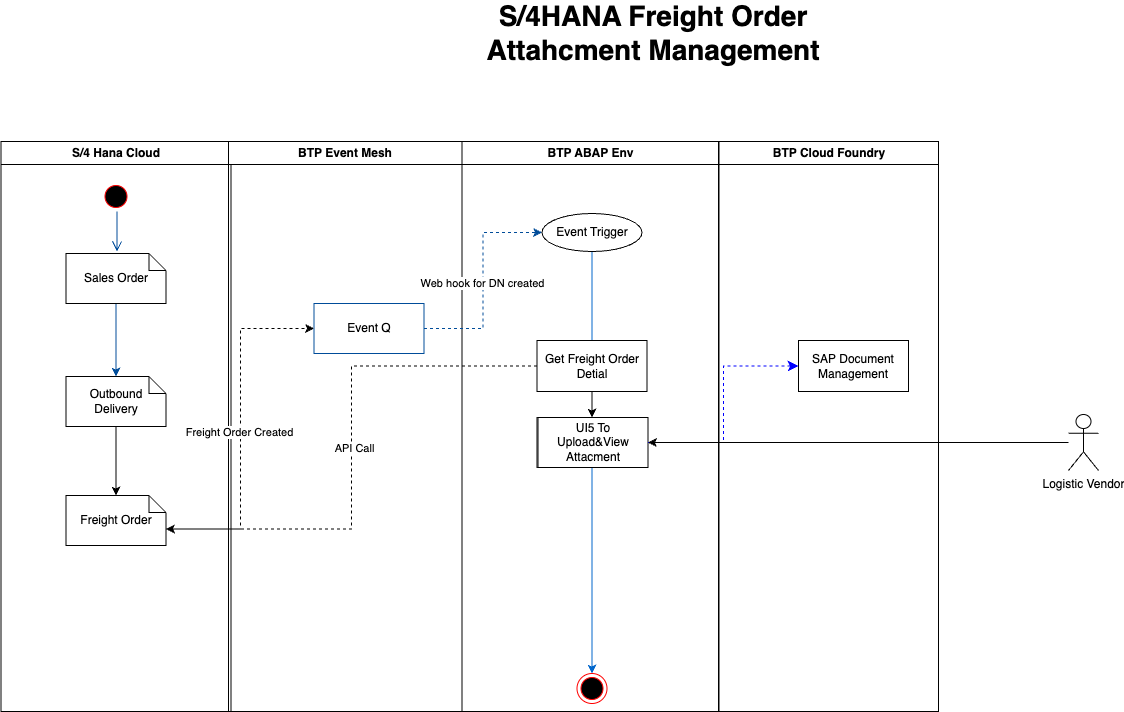 S/4HANA Freight Order
Attahcment Management
S/4 Hana Cloud
BTP Event Mesh
BTP ABAP Env
BTP Cloud Foundry
Event Trigger
Sales Order
Web hook for DN created
Event Q
Get Freight Order
Detial
SAP Document
Management
Outbound
Delivery
Freight Order Created
API Call
UI5 To
Upload&View
Attacment
Logistic Vendor
Freight Order